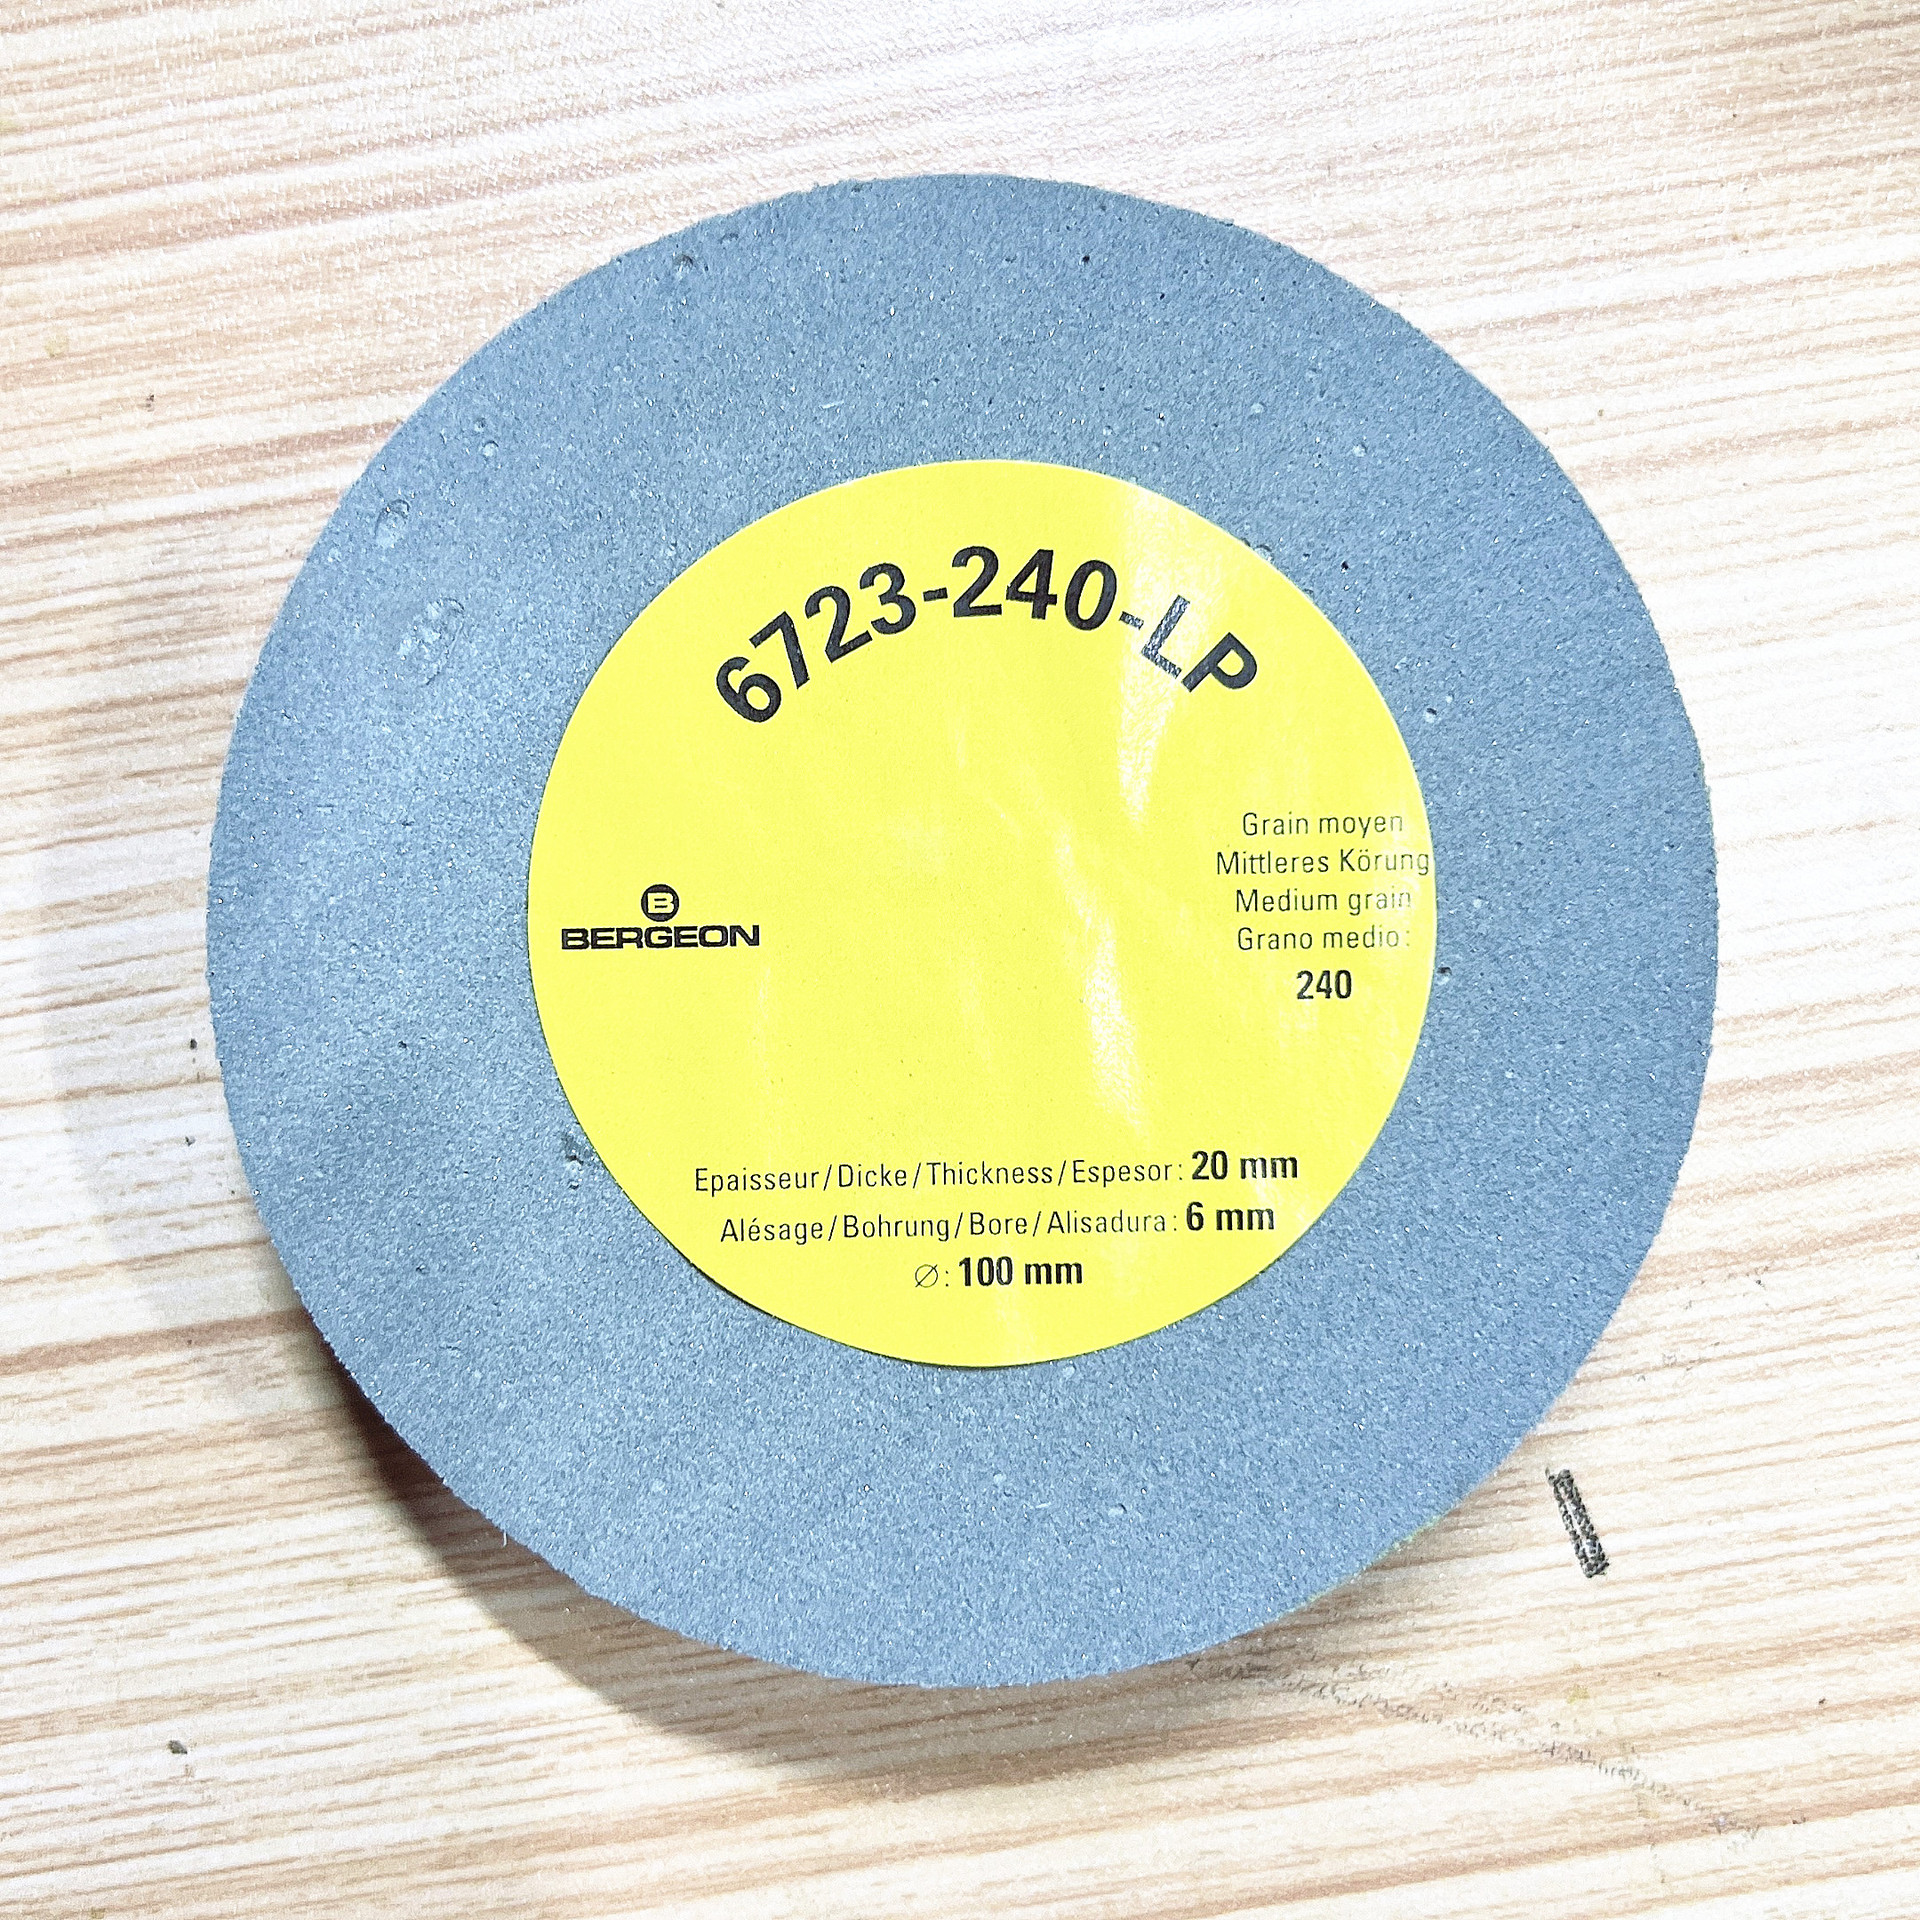 6723-240-LP
Grain moyen
Mittleres Körung
Medium grain
Grano medio:
240
B
BERGEON
Epaisseur/Dicke/Thickness/Espesor: 20 mm
Alésage/Bohrung/Bore/Alisadura: 6 mm
∅: 100 mm